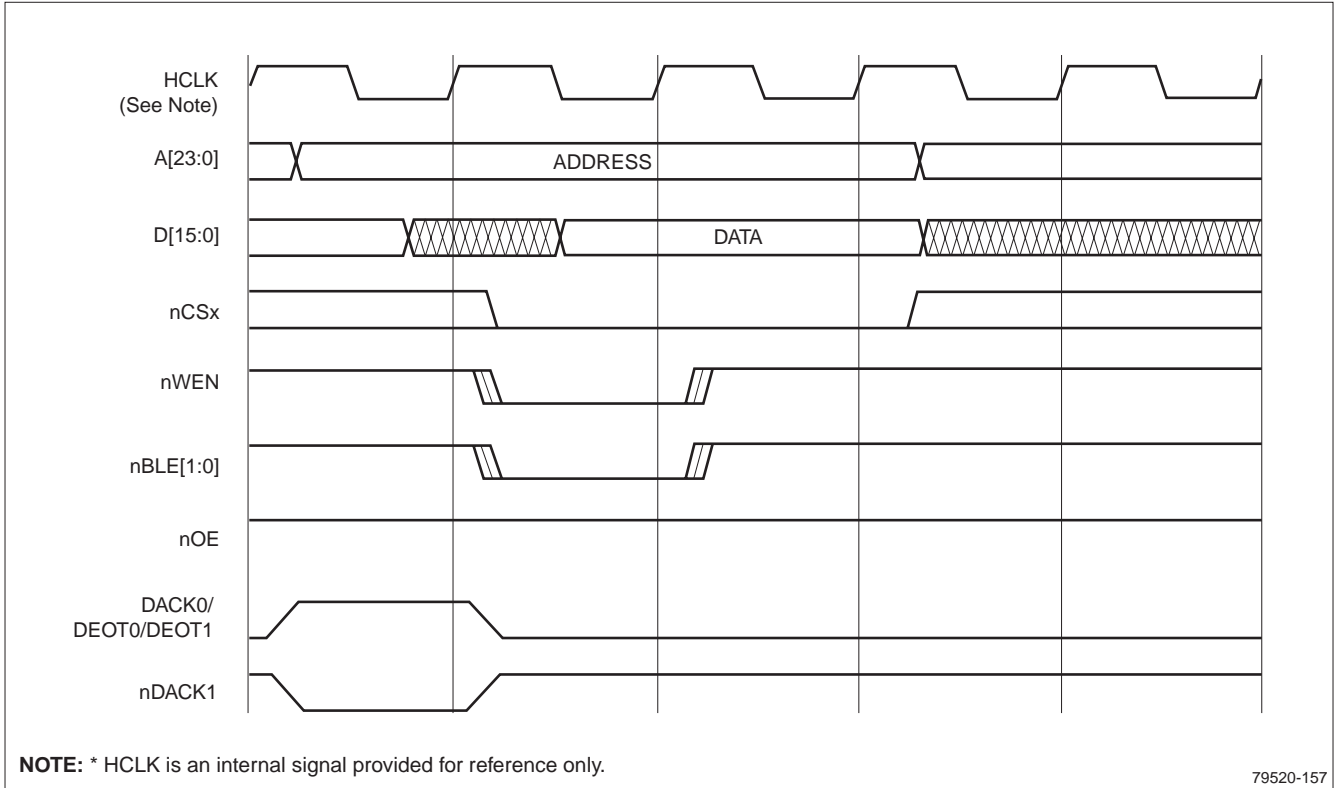 HCLK
(See Note)
A[23:0]
ADDRESS
D[15:0]
DATA
nCSx
nWEN
nBLE[1:0]
nOE
DACK0/
DEOT0/DEOT1
nDACK1
NOTE: * HCLK is an internal signal provided for reference only.
79520-157